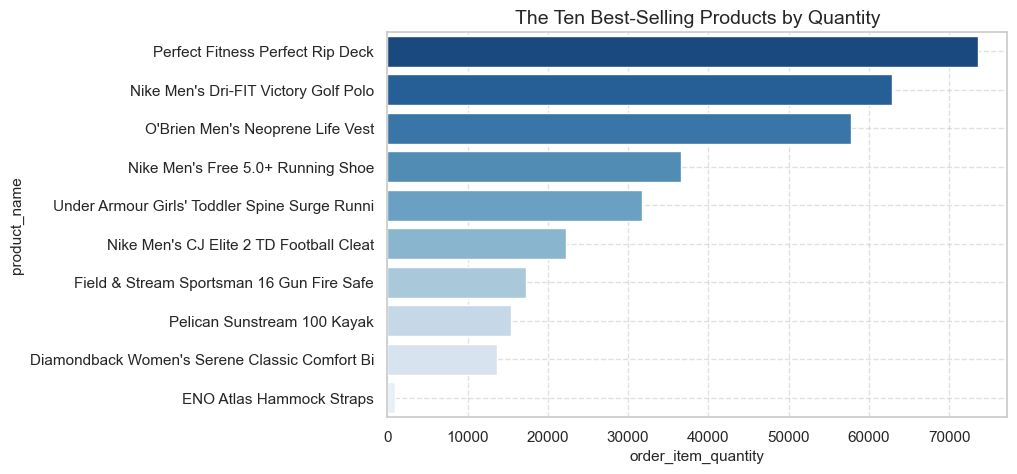 The Ten Best-Selling Products by Quantity
product_name
Perfect Fitness Perfect Rip Deck
Nike Men's Dri-FIT Victory Golf Polo
O'Brien Men's Neoprene Life Vest
Nike Men's Free 5.0+ Running Shoe
Under Armour Girls' Toddler Spine Surge Runni
Nike Men's CJ Elite 2 TD Football Cleat
Field & Stream Sportsman 16 Gun Fire Safe
Pelican Sunstream 100 Kayak
Diamondback Women's Serene Classic Comfort Bi
ENO Atlas Hammock Straps
0 10000 20000 30000 40000 50000 60000 70000
order_item_quantity